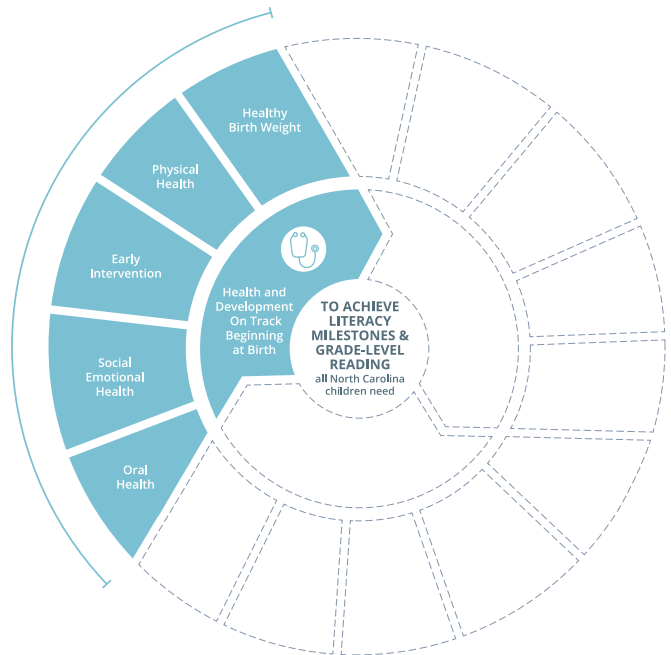 Healthy
Birth Weight
Physical
Health
Early
Intervention
Social
Emotional
Health
Oral
Health
Health and
Development
On Track
Beginning
at Birth
TO ACHIEVE
LITERACY
MILESTONES &
GRADE-LEVEL
READING
all North Carolina
children need